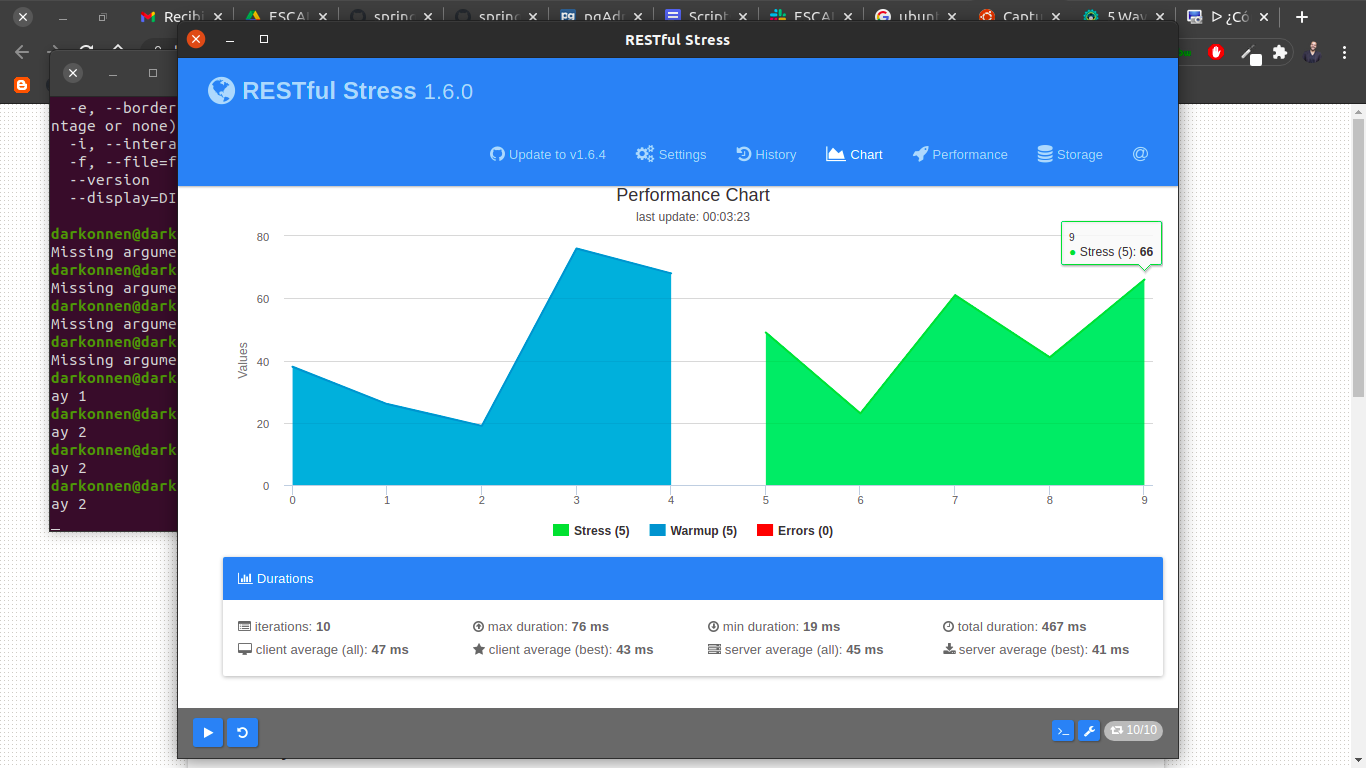 Recibi
ESCAL
spring
spring
pgAdr
Script
ESCAL
ubunt
Captu
5 Way
▷ ¿Có
RESTful Stress
RESTful Stress 1.6.0
Update to v1.6.4 Settings History Chart Performance Storage @
-e, --border
ntage or none)
-i, --intera
-f, --file=f
--version
--display=DI
darkonnen@dark
Missing argume
darkonnen@dark
Missing argume
darkonnen@dark
Missing argume
darkonnen@dark
Missing argume
darkonnen@dark
ay 1
darkonnen@dark
ay 2
darkonnen@dark
ay 2
darkonnen@dark
ay 2
Performance Chart
last update: 00:03:23
9
Stress (5): 66
80
60
40
20
0
Values
0 1 2 3 4 5 6 7 8 9
Stress (5) Warmup (5) Errors (0)
Durations
iterations: 10 max duration: 76 ms min duration: 19 ms total duration: 467 ms
client average (all): 47 ms client average (best): 43 ms server average (all): 45 ms server average (best): 41 ms
10/10